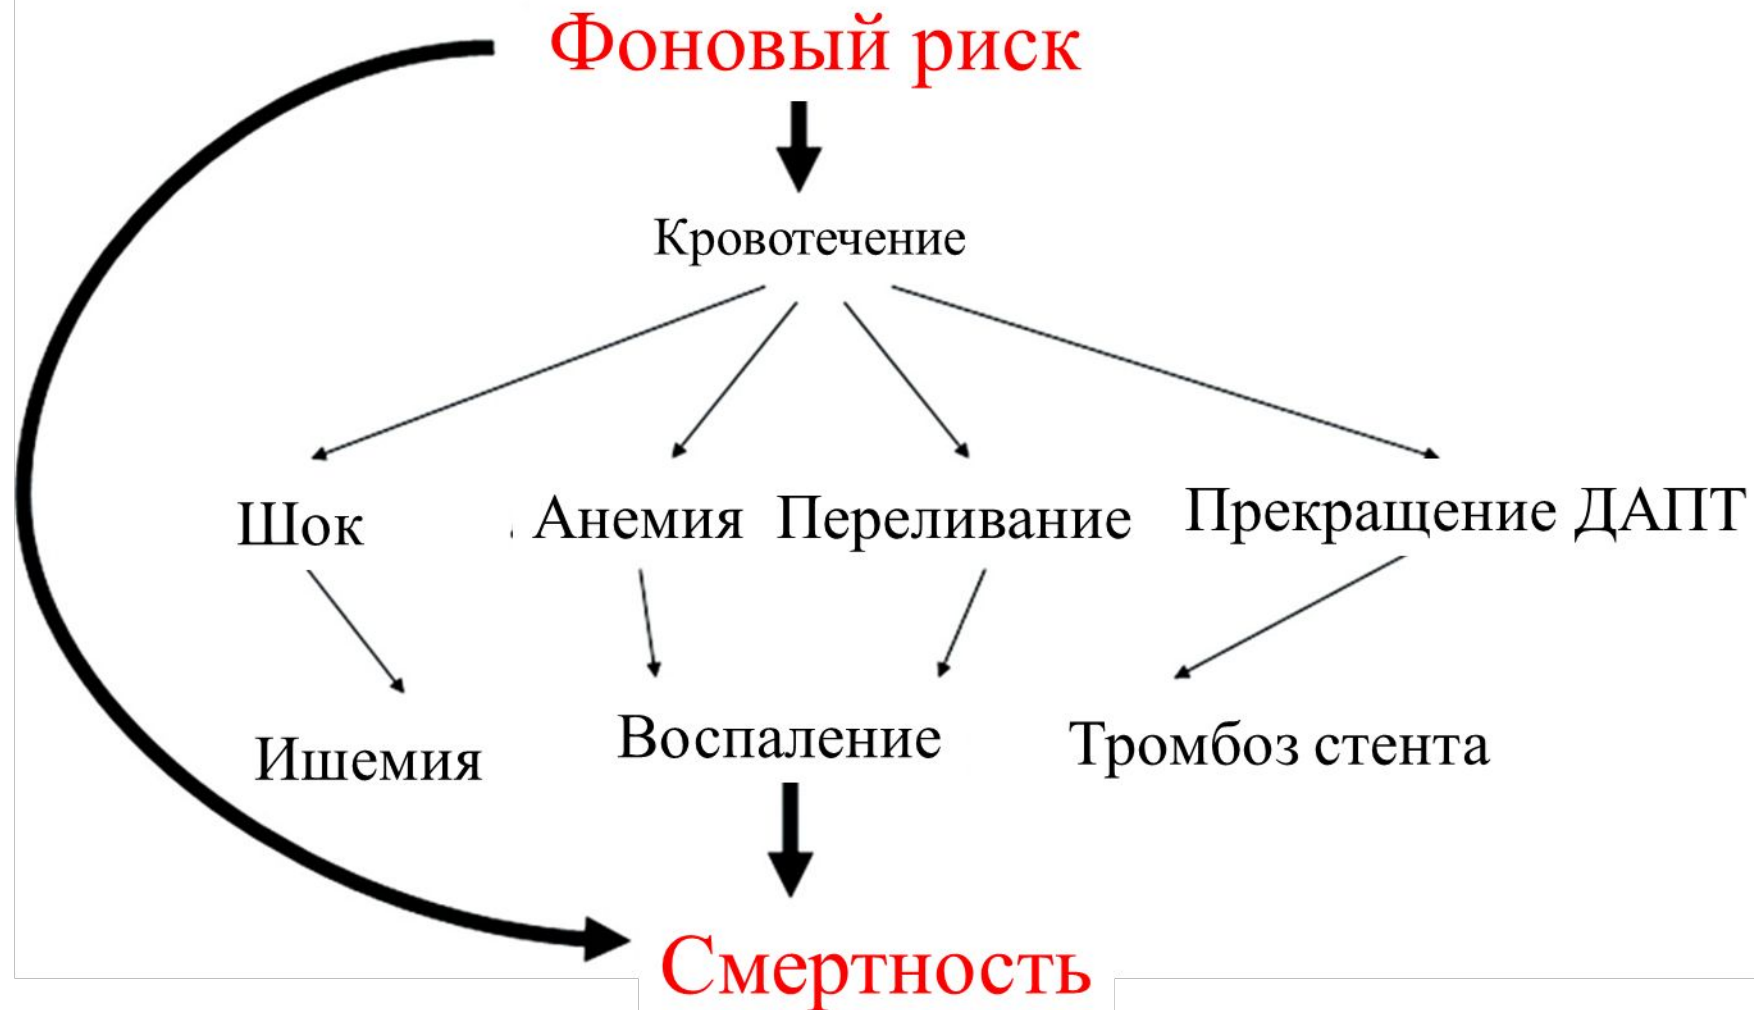 Фоновый риск
Кровотечение
Шок
Анемия
Переливание
Прекращение ДАПТ
Ишемия
Воспаление
Тромбоз стента
Смертность